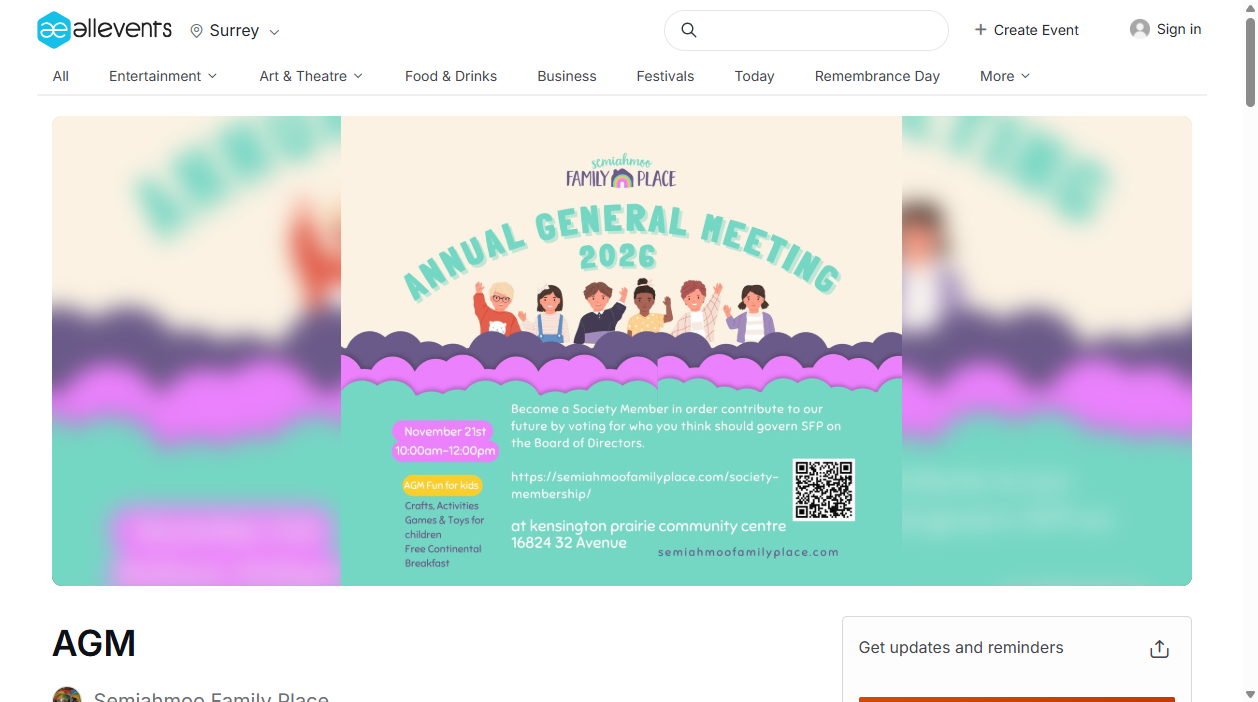 allevents
Surrey
Create Event
Sign in
All
Entertainment
Art & Theatre
Food & Drinks
Business
Festivals
Today
Remembrance Day
More
semiahmoo
FAMILY PLACE
ANNUAL GENERAL MEETING
2026
Become a Society Member in order contribute to our
future by voting for who you think should govern SFP on
the Board of Directors.
November 21st
10:00am-12:00pm
https://semiahmoofamilyplace.com/society-
membership/
AGM Fun for kids
Crafts, Activities
Games & Toys for
children
Free Continental
Breakfast
at kensington prairie community centre
16824 32 Avenue
semiahmoofamilyplace.com
AGM
Get updates and reminders
Semiahmoo Family Place